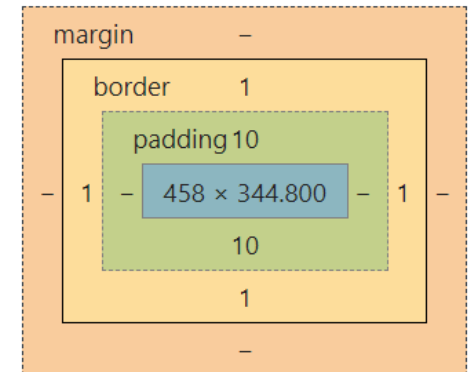 margin –
border 1
padding 10
– 1 – 458 × 344.800 – 1 –
10
1
–